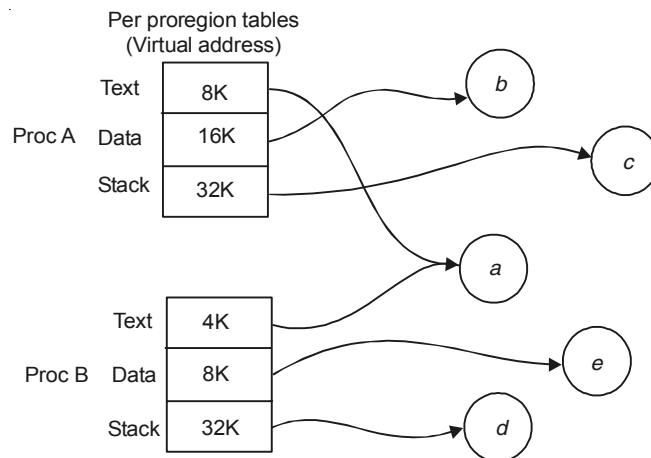 Per proregion tables
(Virtual address)
Text 8K
Proc A Data 16K
Stack 32K
b
c
a
Text 4K
Proc B Data 8K
Stack 32K
e
d